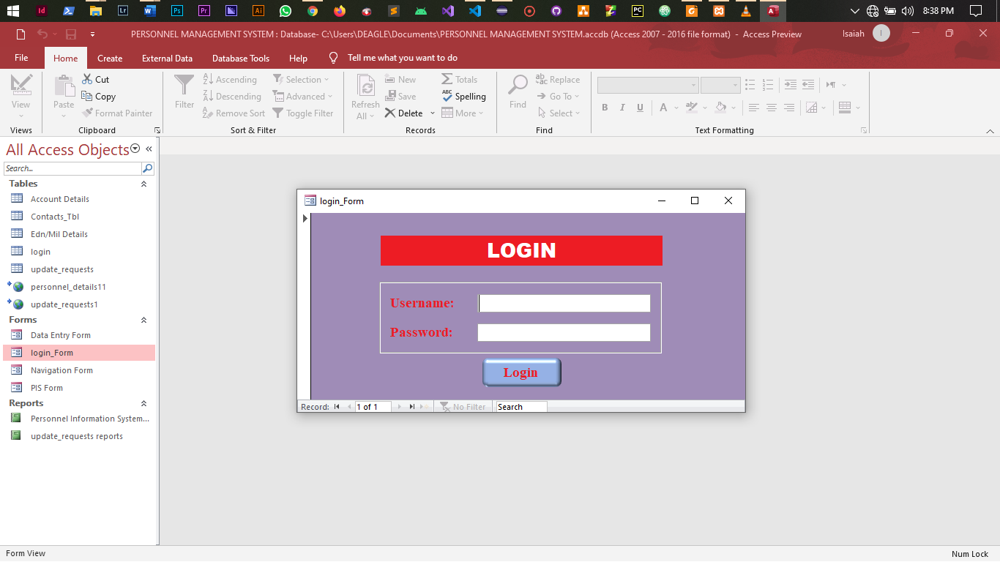 Id Lr Ps Pr Ai PC A 8:38 PM
PERSONNEL MANAGEMENT SYSTEM : Database- C:\Users\DEAGLE\Documents\PERSONNEL MANAGEMENT SYSTEM.accdb (Access 2007 - 2016 file format) - Access Preview Isaiah I
File Home Create External Data Database Tools Help Tell me what you want to do
View
Views
Paste
Cut
Copy
Format Painter
Clipboard
Filter
Ascending
Descending
Remove Sort
Selection
Advanced
Toggle Filter
Sort & Filter
Refresh
All
New
Save
Delete
Totals
Spelling
More
Records
Find
Replace
Go To
Select
Find
B I U A
Text Formatting
All Access Objects
Search...
Tables
Account Details
Contacts_Tbl
Edn/Mil Details
login
update_requests
personnel_details11
update_requests1
Forms
Data Entry Form
login_Form
Navigation Form
PIS Form
Reports
Personnel Information System...
update_requests reports
login_Form
LOGIN
Username:
Password:
Login
Record: 1 of 1 No Filter Search
Form View Num Lock